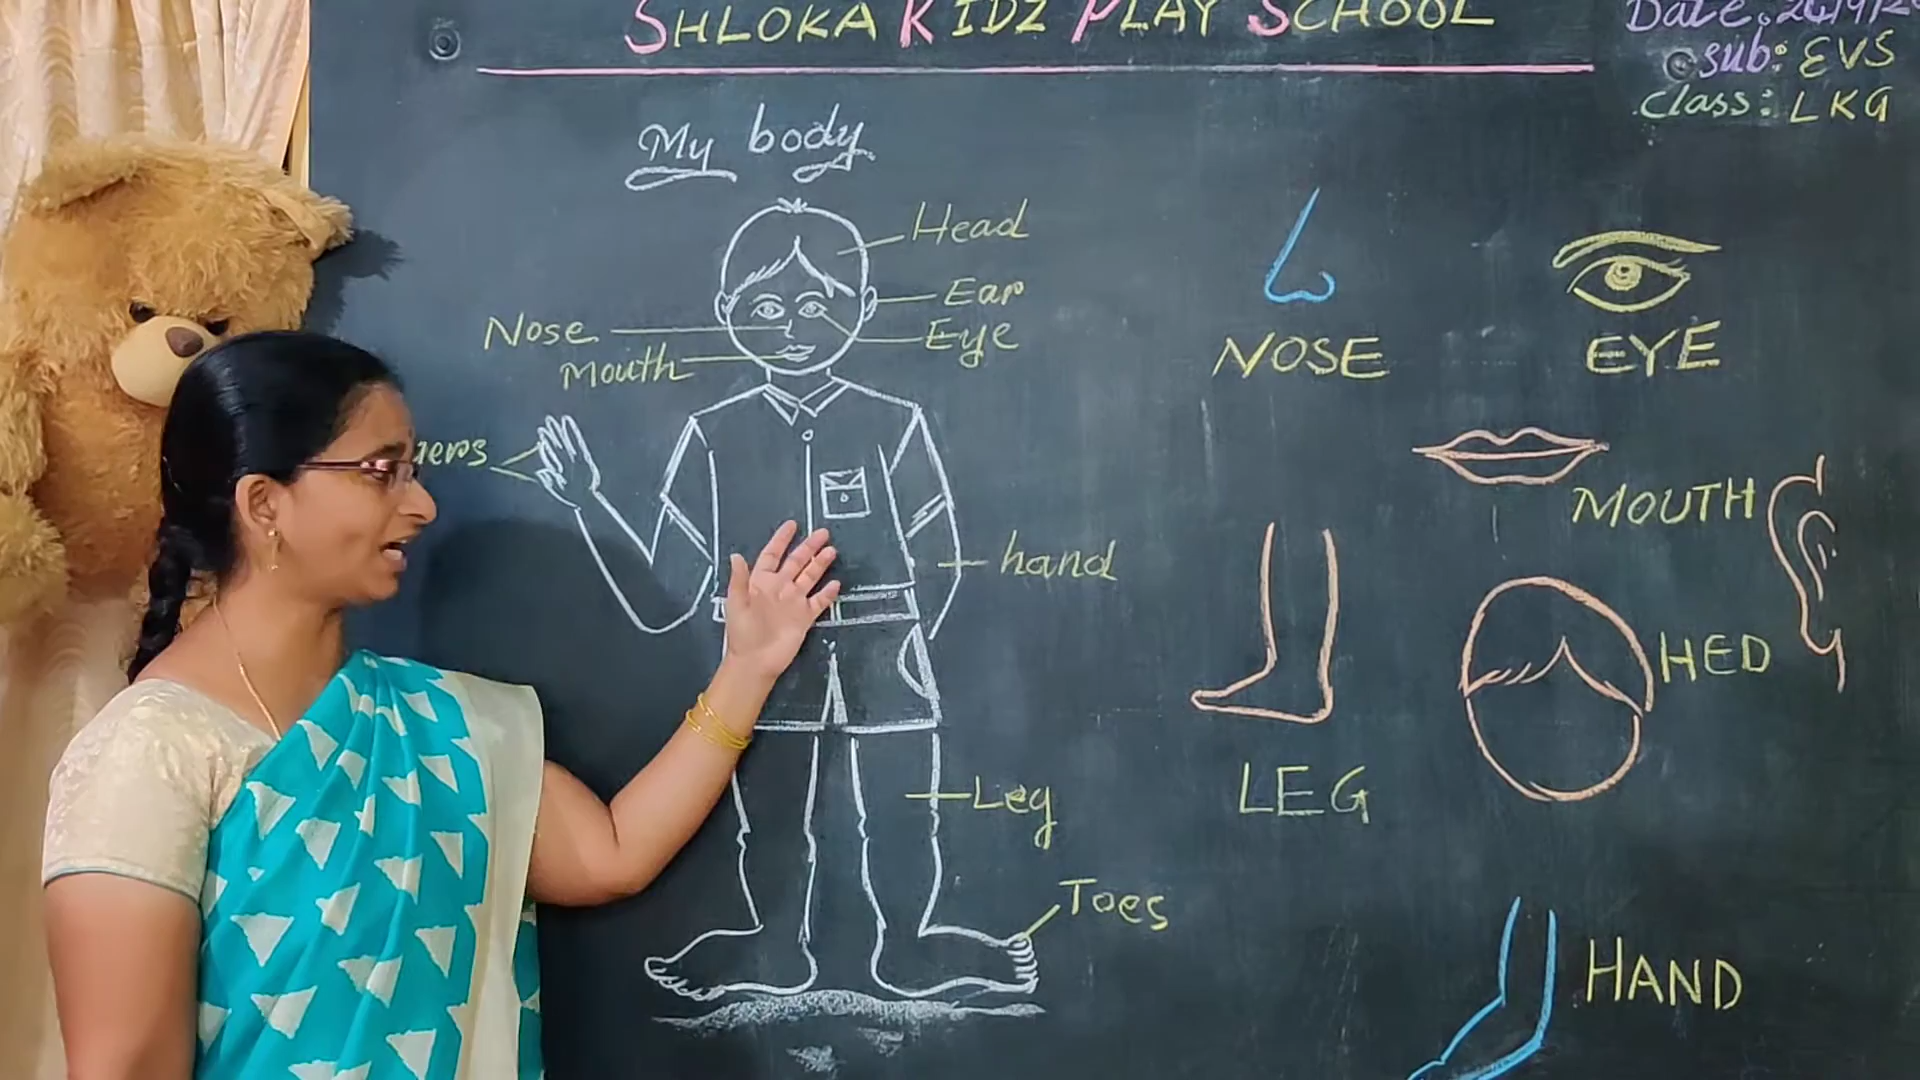 SHLOKA KIDZ PLAY SCHOOL
Date:
Sub: EVS
Class: LKG
My body
Head
Ear
Eye
Nose
Mouth
hand
Leg
Toes
NOSE
EYE
MOUTH
HED
LEG
HAND